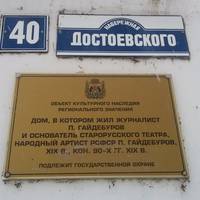 40
НАБЕРЕЖНАЯ
ДОСТОЕВСКОГО
ОБЪЕКТ КУЛЬТУРНОГО НАСЛЕДИЯ
РЕГИОНАЛЬНОГО ЗНАЧЕНИЯ
ДОМ, В КОТОРОМ ЖИЛ ЖУРНАЛИСТ
П. ГАЙДЕБУРОВ
И ОСНОВАТЕЛЬ СТАРОРУССКОГО ТЕАТРА,
НАРОДНЫЙ АРТИСТ РСФСР П. ГАЙДЕБУРОВ,
XIX В., КОН. 90-Х ГГ. XIX В.
ПОДЛЕЖИТ ГОСУДАРСТВЕННОЙ ОХРАНЕ